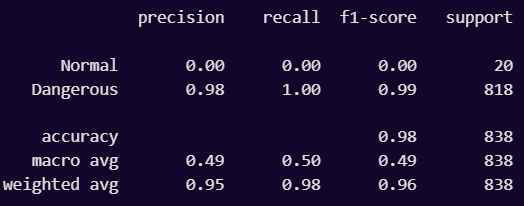 precision recall f1-score support
Normal 0.00 0.00 0.00 20
Dangerous 0.98 1.00 0.99 818
accuracy 0.98 838
macro avg 0.49 0.50 0.49 838
weighted avg 0.95 0.98 0.96 838